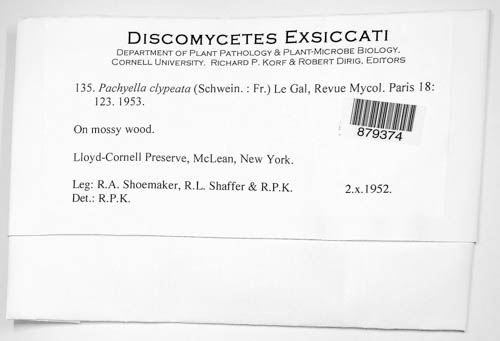 DISCOMYCETES EXSICCATI
DEPARTMENT OF PLANT PATHOLOGY & PLANT-MICROBE BIOLOGY,
CORNELL UNIVERSITY. RICHARD P. KORF & ROBERT DIRIG, EDITORS
135. Pachyella clypeata (Schwein. : Fr.) Le Gal, Revue Mycol. Paris 18:
123. 1953.
879374
On mossy wood.
Lloyd-Cornell Preserve, McLean, New York.
Leg: R.A. Shoemaker, R.L. Shaffer & R.P.K. 2.x.1952.
Det.: R.P.K.